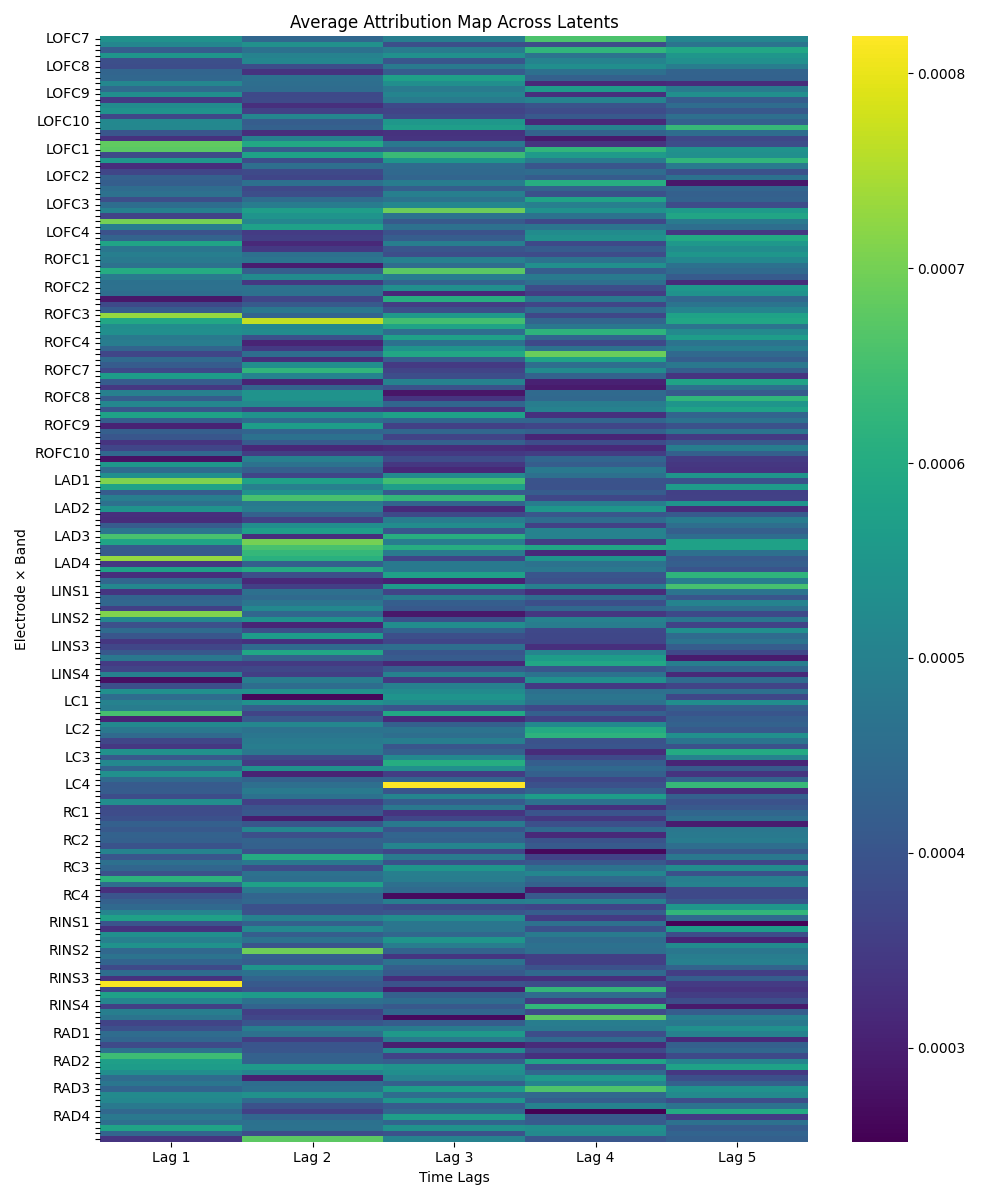 Average Attribution Map Across Latents
LOFC7
LOFC8
LOFC9
LOFC10
LOFC1
LOFC2
LOFC3
LOFC4
ROFC1
ROFC2
ROFC3
ROFC4
ROFC7
ROFC8
ROFC9
ROFC10
LAD1
LAD2
LAD3
LAD4
LINS1
LINS2
LINS3
LINS4
LC1
LC2
LC3
LC4
RC1
RC2
RC3
RC4
RINS1
RINS2
RINS3
RINS4
RAD1
RAD2
RAD3
RAD4
Electrode × Band
Lag 1
Lag 2
Lag 3
Lag 4
Lag 5
Time Lags
0.0008
0.0007
0.0006
0.0005
0.0004
0.0003